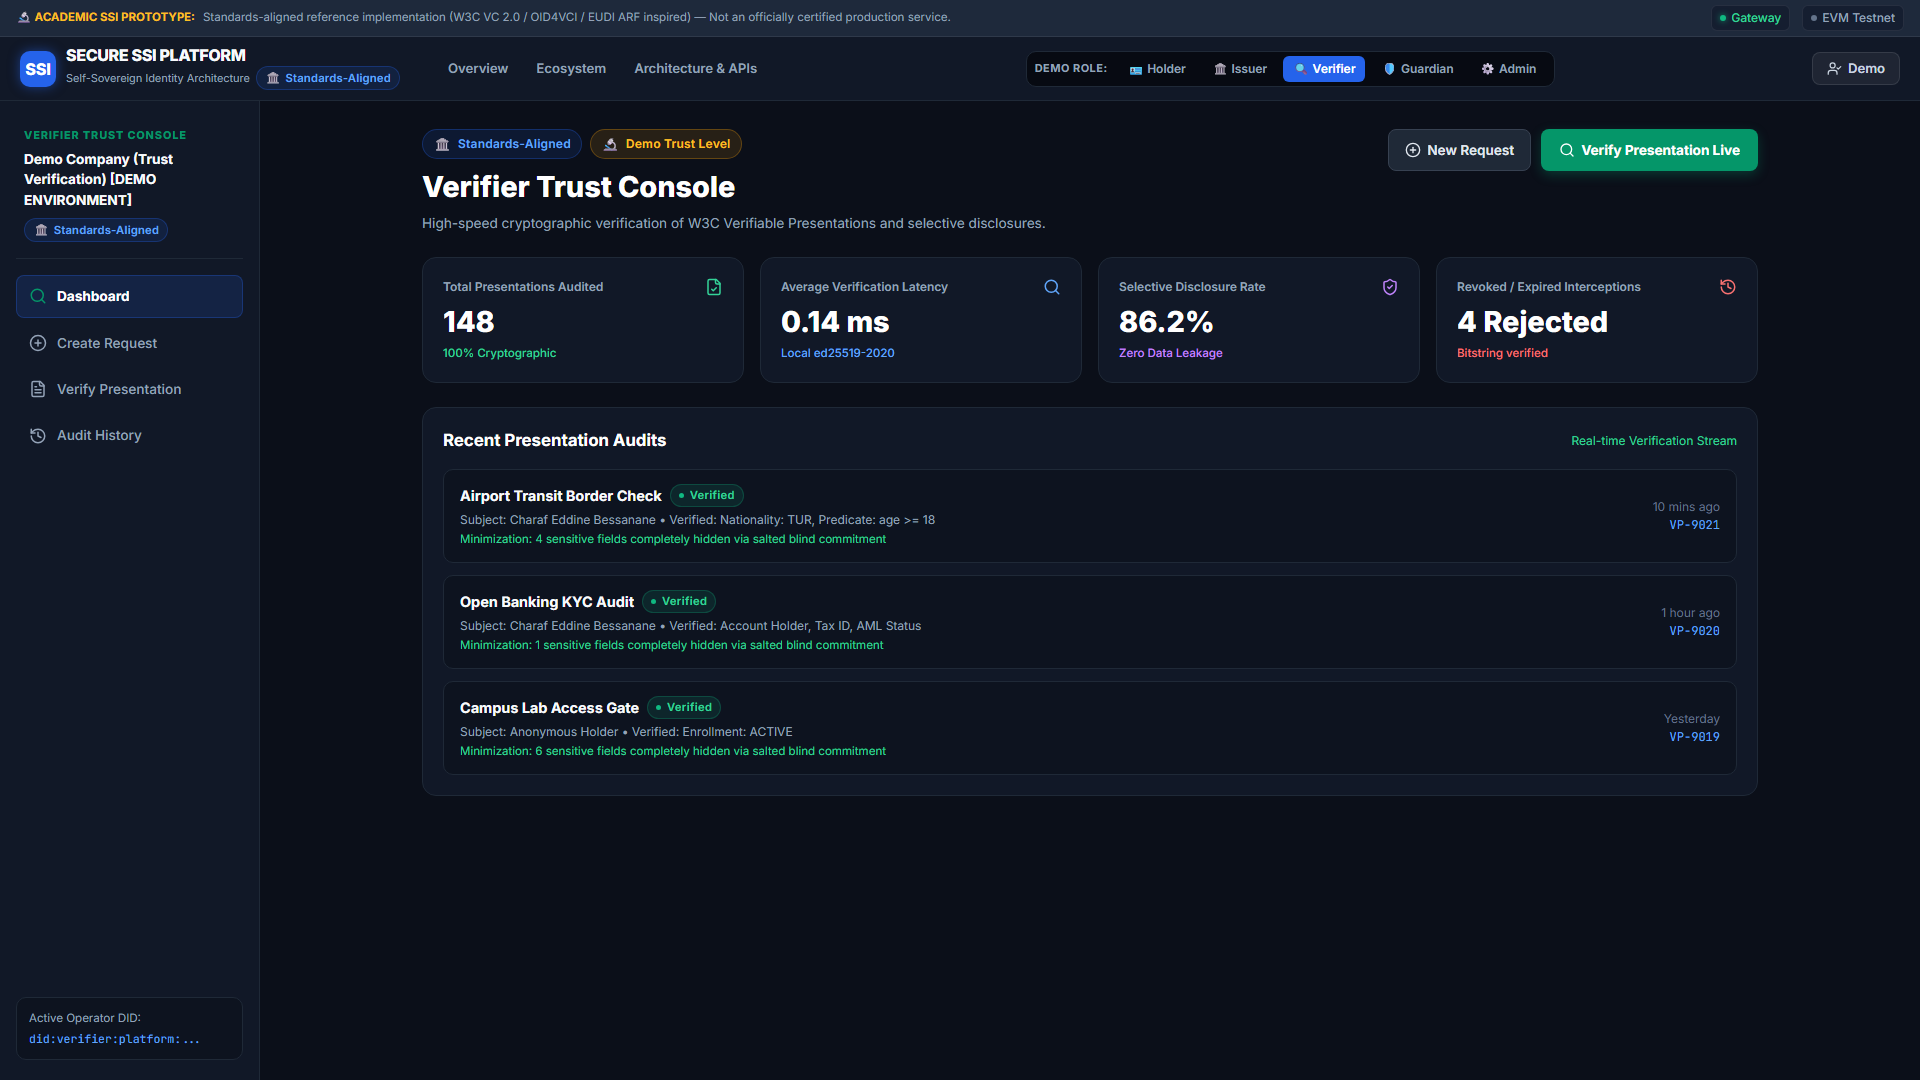 ACADEMIC SSI PROTOTYPE: Standards-aligned reference implementation (W3C VC 2.0 / OID4VCI / EUDI ARF inspired) — Not an officially certified production service.
Gateway
EVM Testnet
SSI
SECURE SSI PLATFORM
Self-Sovereign Identity Architecture
Standards-Aligned
Overview
Ecosystem
Architecture & APIs
DEMO ROLE:
Holder
Issuer
Verifier
Guardian
Admin
Demo
VERIFIER TRUST CONSOLE
Demo Company (Trust
Verification) [DEMO
ENVIRONMENT]
Standards-Aligned
Dashboard
Create Request
Verify Presentation
Audit History
Active Operator DID:
did:verifier:platform:...
Standards-Aligned
Demo Trust Level
Verifier Trust Console
High-speed cryptographic verification of W3C Verifiable Presentations and selective disclosures.
New Request
Verify Presentation Live
Total Presentations Audited
148
100% Cryptographic
Average Verification Latency
0.14 ms
Local ed25519-2020
Selective Disclosure Rate
86.2%
Zero Data Leakage
Revoked / Expired Interceptions
4 Rejected
Bitstring verified
Recent Presentation Audits
Real-time Verification Stream
Airport Transit Border Check
Verified
Subject: Charaf Eddine Bessanane • Verified: Nationality: TUR, Predicate: age >= 18
Minimization: 4 sensitive fields completely hidden via salted blind commitment
10 mins ago
VP-9021
Open Banking KYC Audit
Verified
Subject: Charaf Eddine Bessanane • Verified: Account Holder, Tax ID, AML Status
Minimization: 1 sensitive fields completely hidden via salted blind commitment
1 hour ago
VP-9020
Campus Lab Access Gate
Verified
Subject: Anonymous Holder • Verified: Enrollment: ACTIVE
Minimization: 6 sensitive fields completely hidden via salted blind commitment
Yesterday
VP-9019